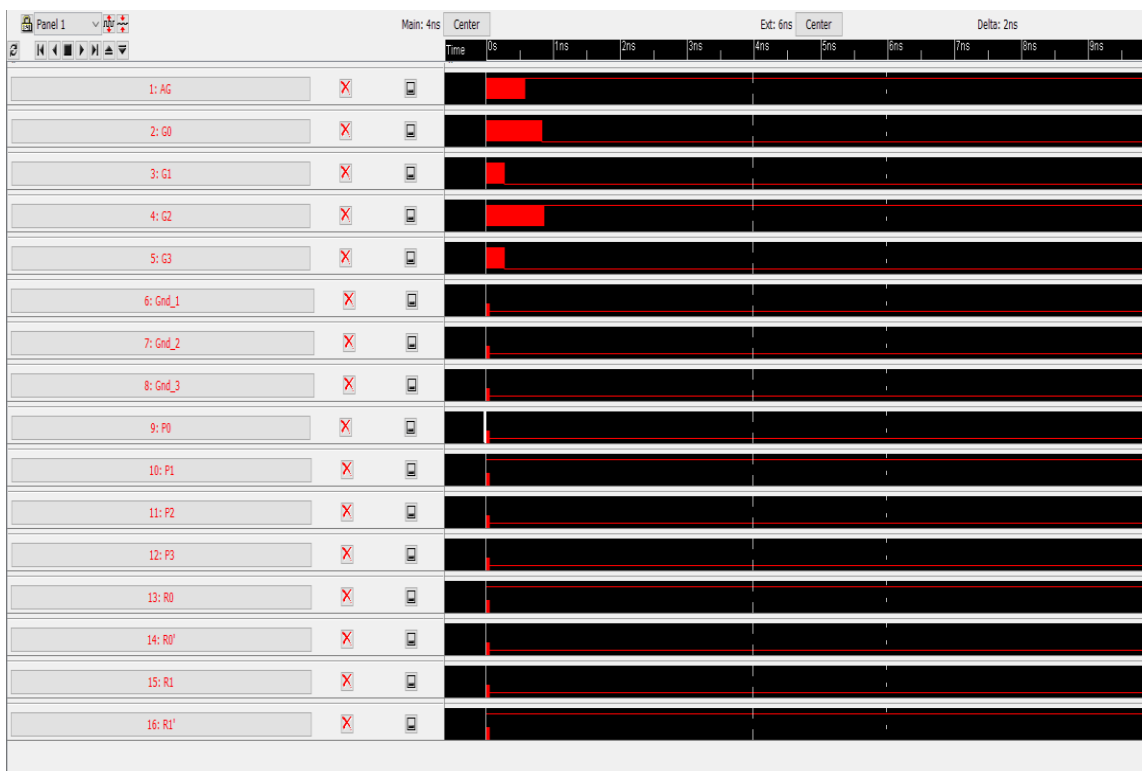 Panel 1 Main: 4ns Center Ext: 6ns Center Delta: 2ns
Time 0s 1ns 2ns 3ns 4ns 5ns 6ns 7ns 8ns 9ns
1: AG
2: G0
3: G1
4: G2
5: G3
6: Gnd_1
7: Gnd_2
8: Gnd_3
9: P0
10: P1
11: P2
12: P3
13: R0
14: R0'
15: R1
16: R1'